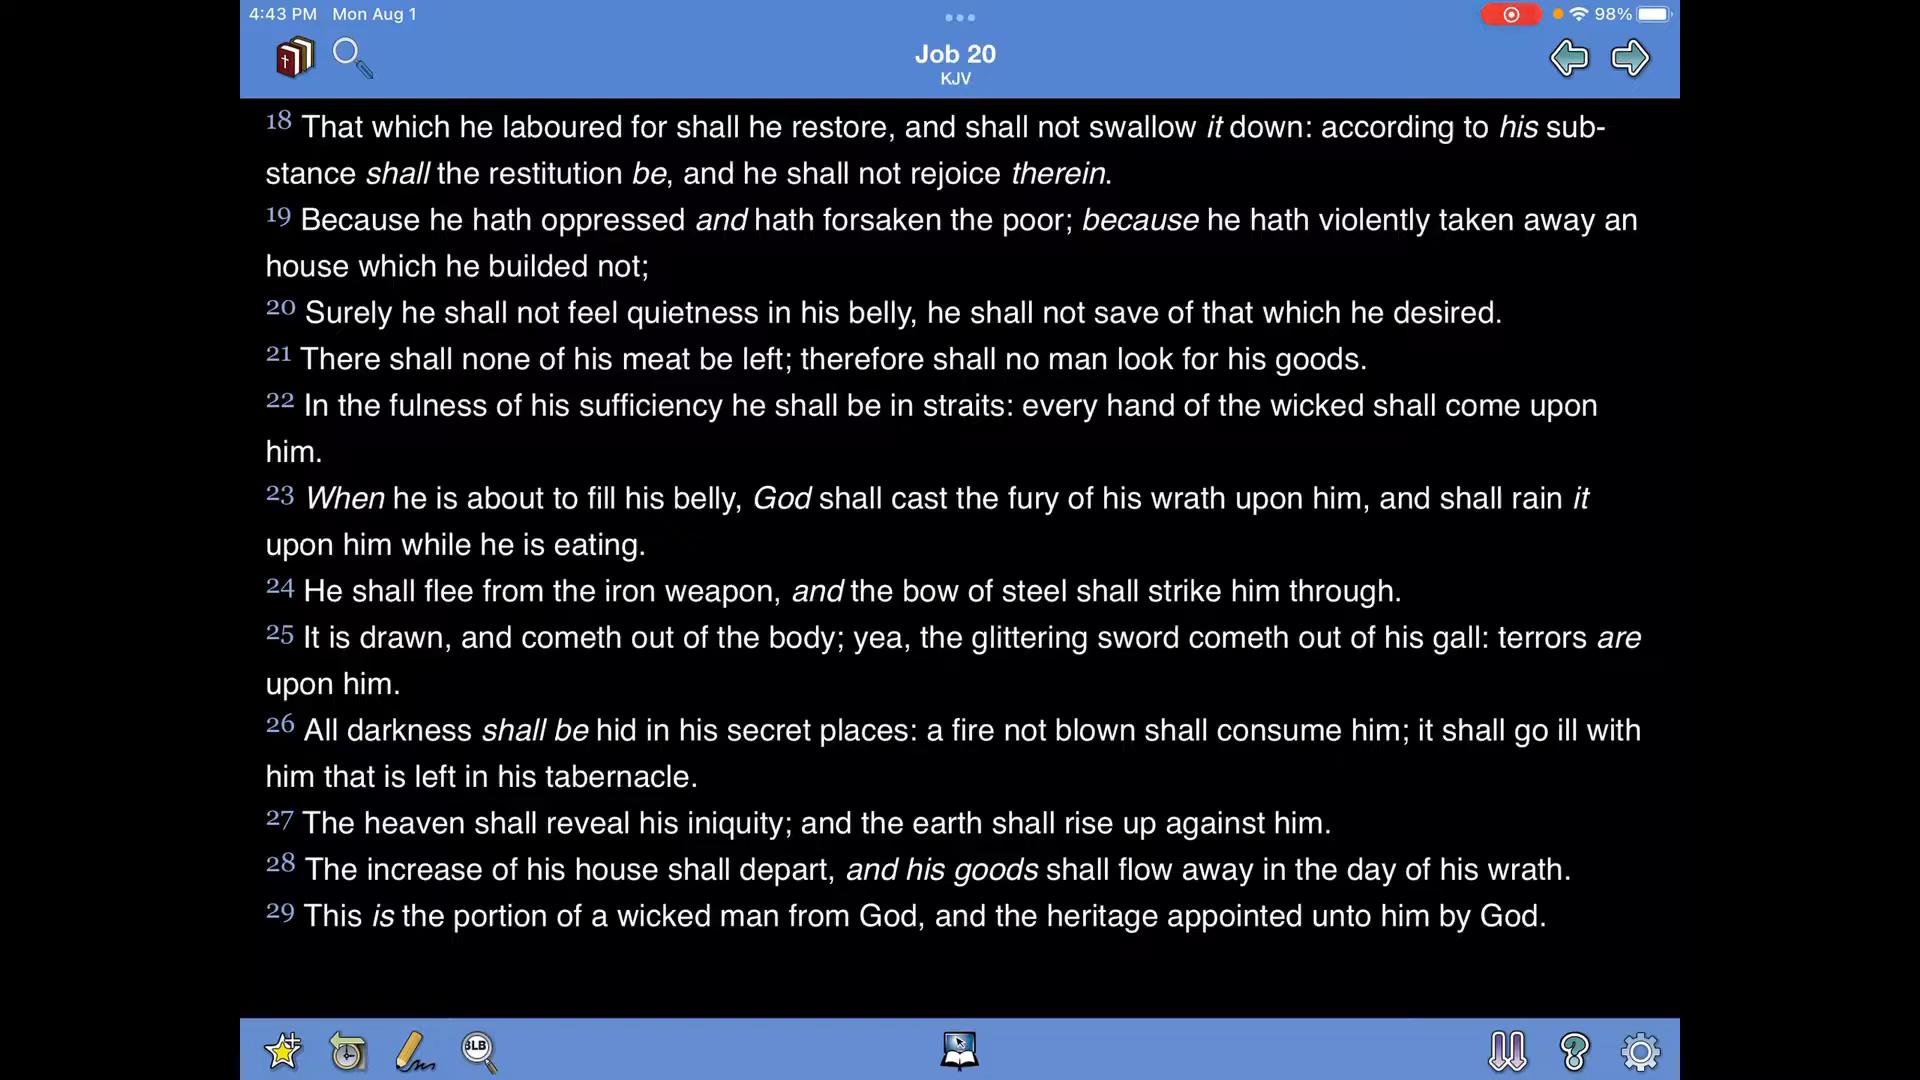 4:43 PM Mon Aug 1
98%
Job 20
KJV
18 That which he laboured for shall he restore, and shall not swallow it down: according to his sub-
stance shall the restitution be, and he shall not rejoice therein.
19 Because he hath oppressed and hath forsaken the poor; because he hath violently taken away an
house which he builded not;
20 Surely he shall not feel quietness in his belly, he shall not save of that which he desired.
21 There shall none of his meat be left; therefore shall no man look for his goods.
22 In the fulness of his sufficiency he shall be in straits: every hand of the wicked shall come upon
him.
23 When he is about to fill his belly, God shall cast the fury of his wrath upon him, and shall rain it
upon him while he is eating.
24 He shall flee from the iron weapon, and the bow of steel shall strike him through.
25 It is drawn, and cometh out of the body; yea, the glittering sword cometh out of his gall: terrors are
upon him.
26 All darkness shall be hid in his secret places: a fire not blown shall consume him; it shall go ill with
him that is left in his tabernacle.
27 The heaven shall reveal his iniquity; and the earth shall rise up against him.
28 The increase of his house shall depart, and his goods shall flow away in the day of his wrath.
29 This is the portion of a wicked man from God, and the heritage appointed unto him by God.
BLB